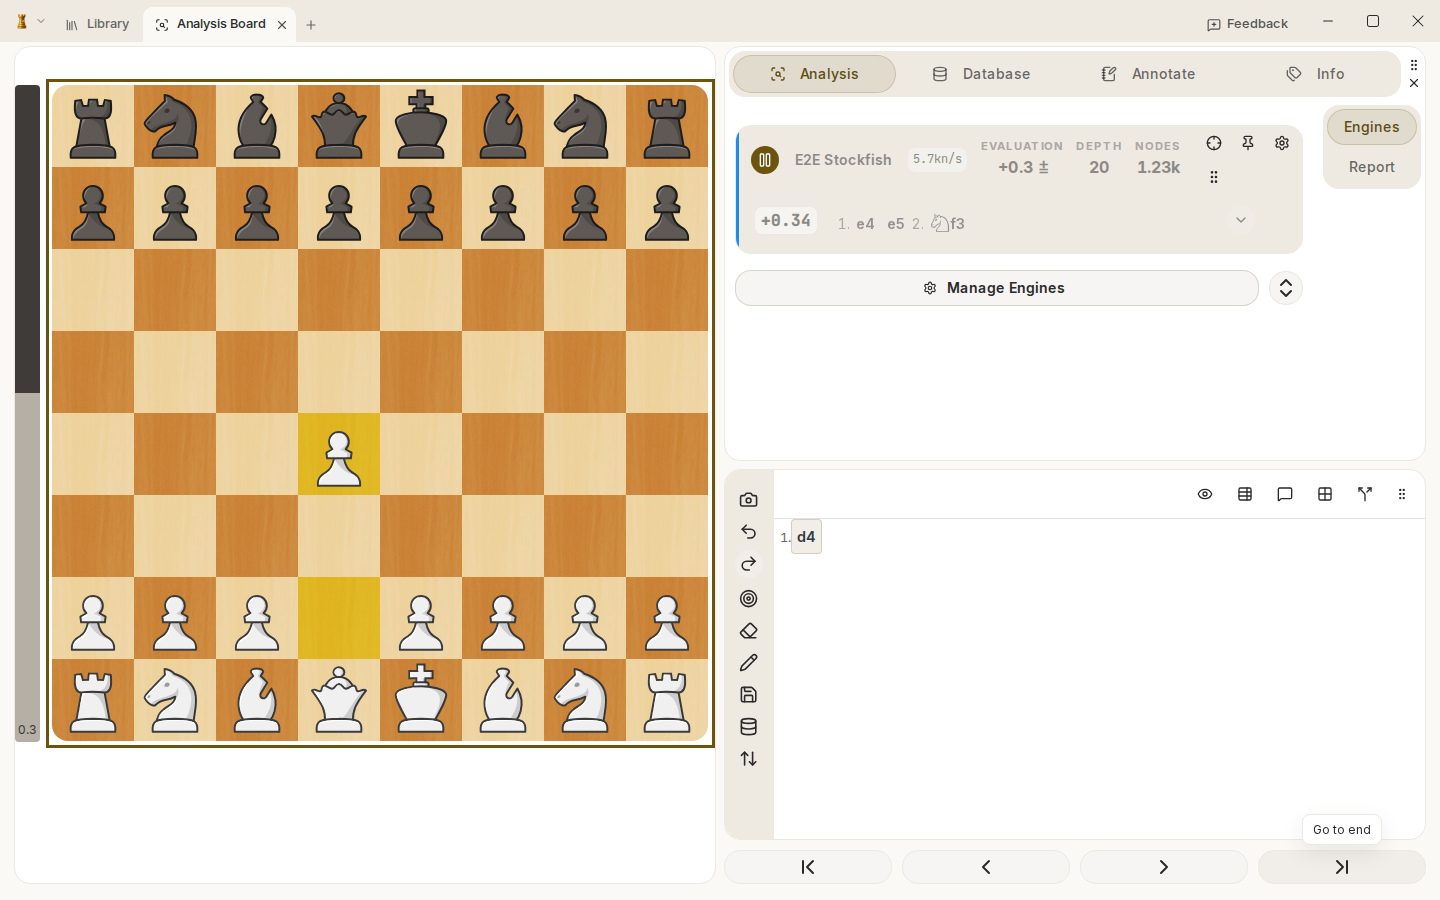 Library
Analysis Board
Feedback
Analysis
Database
Annotate
Info
Engines
Report
E2E Stockfish
5.7kn/s
EVALUATION
+0.3 ±
DEPTH
20
NODES
1.23k
+0.34
1. e4 e5 2. f3
Manage Engines
0.3
1. d4
Go to end